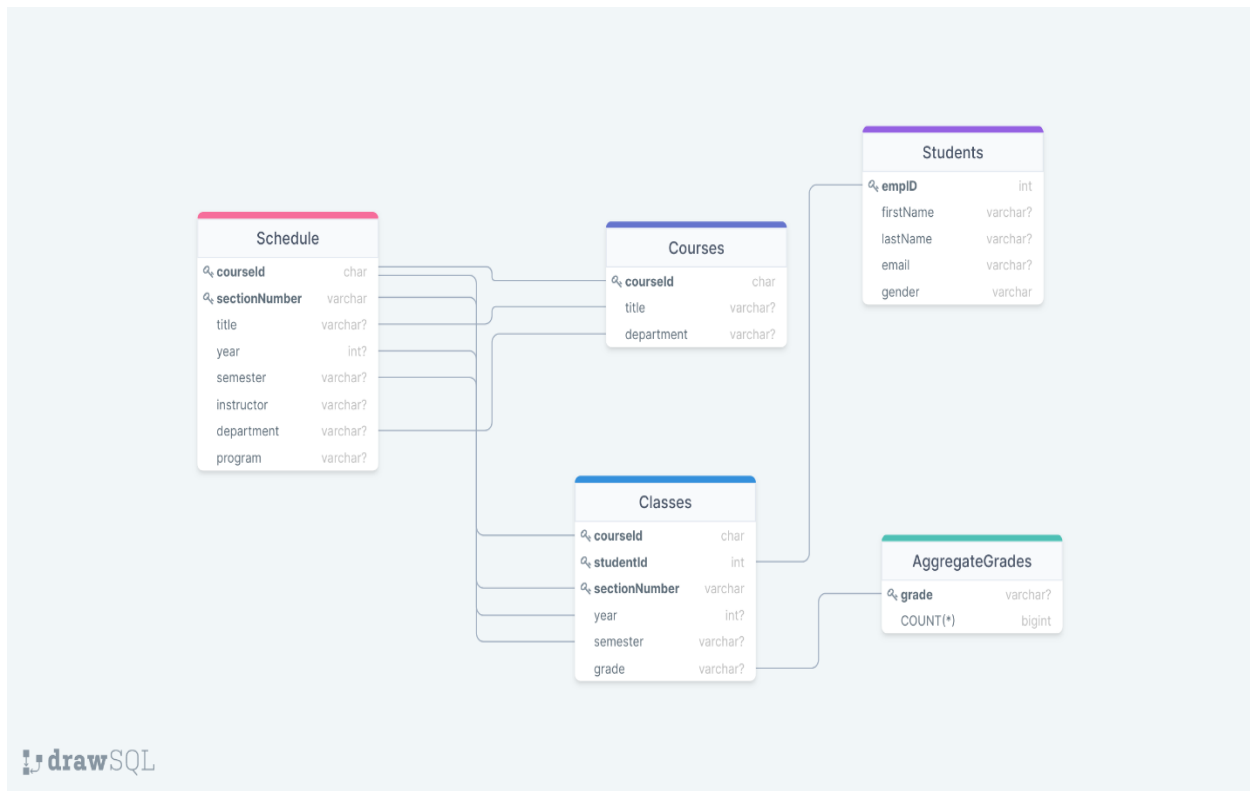 Students
empID int
firstName varchar?
lastName varchar?
email varchar?
gender varchar
Schedule
courseId char
sectionNumber varchar
title varchar?
year int?
semester varchar?
instructor varchar?
department varchar?
program varchar?
Courses
courseId char
title varchar?
department varchar?
Classes
courseId char
studentId int
sectionNumber varchar
year int?
semester varchar?
grade varchar?
AggregateGrades
grade varchar?
COUNT(*) bigint
drawSQL